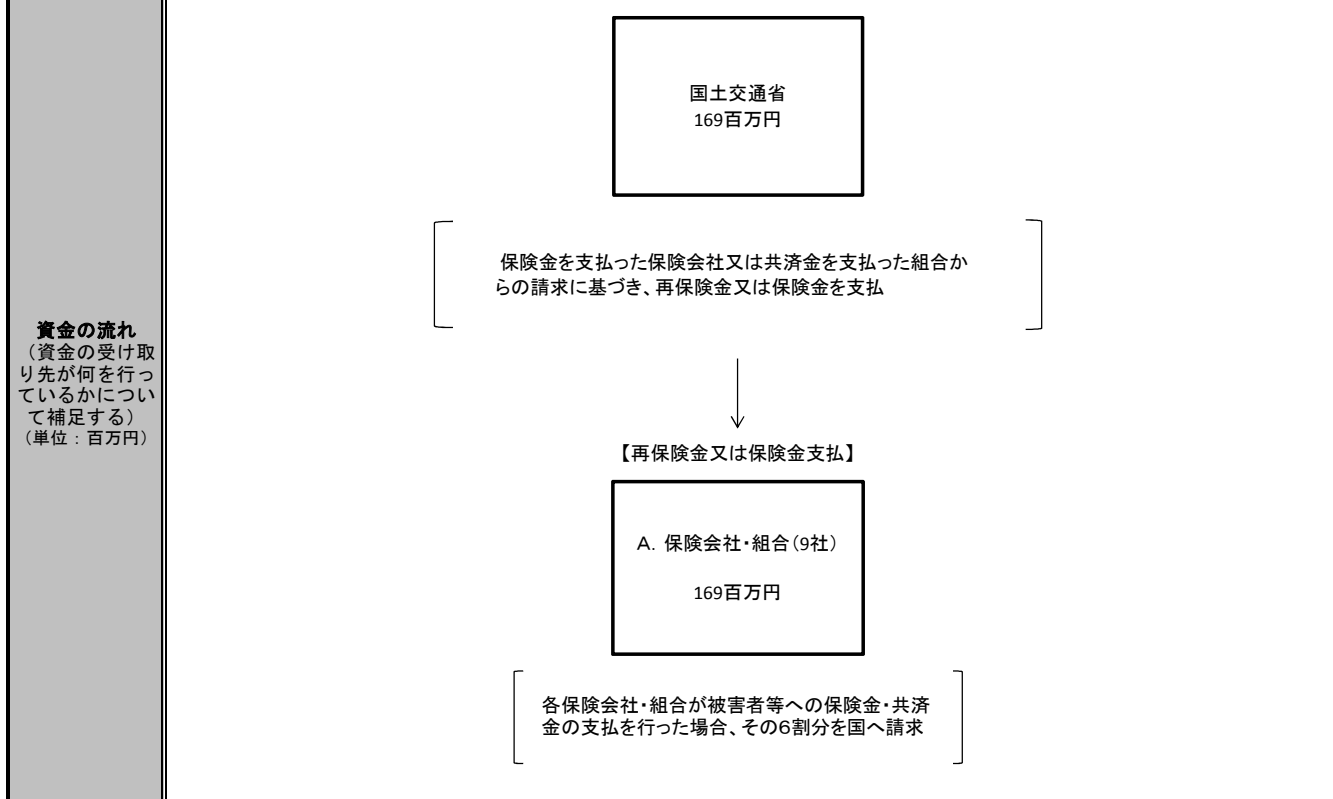 資金の流れ
（資金の受け取
り先が何を行っ
ているかについ
て補足する）
（単位：百万円）
国土交通省
169百万円
保険金を支払った保険会社又は共済金を支払った組合か
らの請求に基づき、再保険金又は保険金を支払
【再保険金又は保険金支払】
A．保険会社・組合（9社）
169百万円
各保険会社・組合が被害者等への保険金・共済
金の支払を行った場合、その６割分を国へ請求